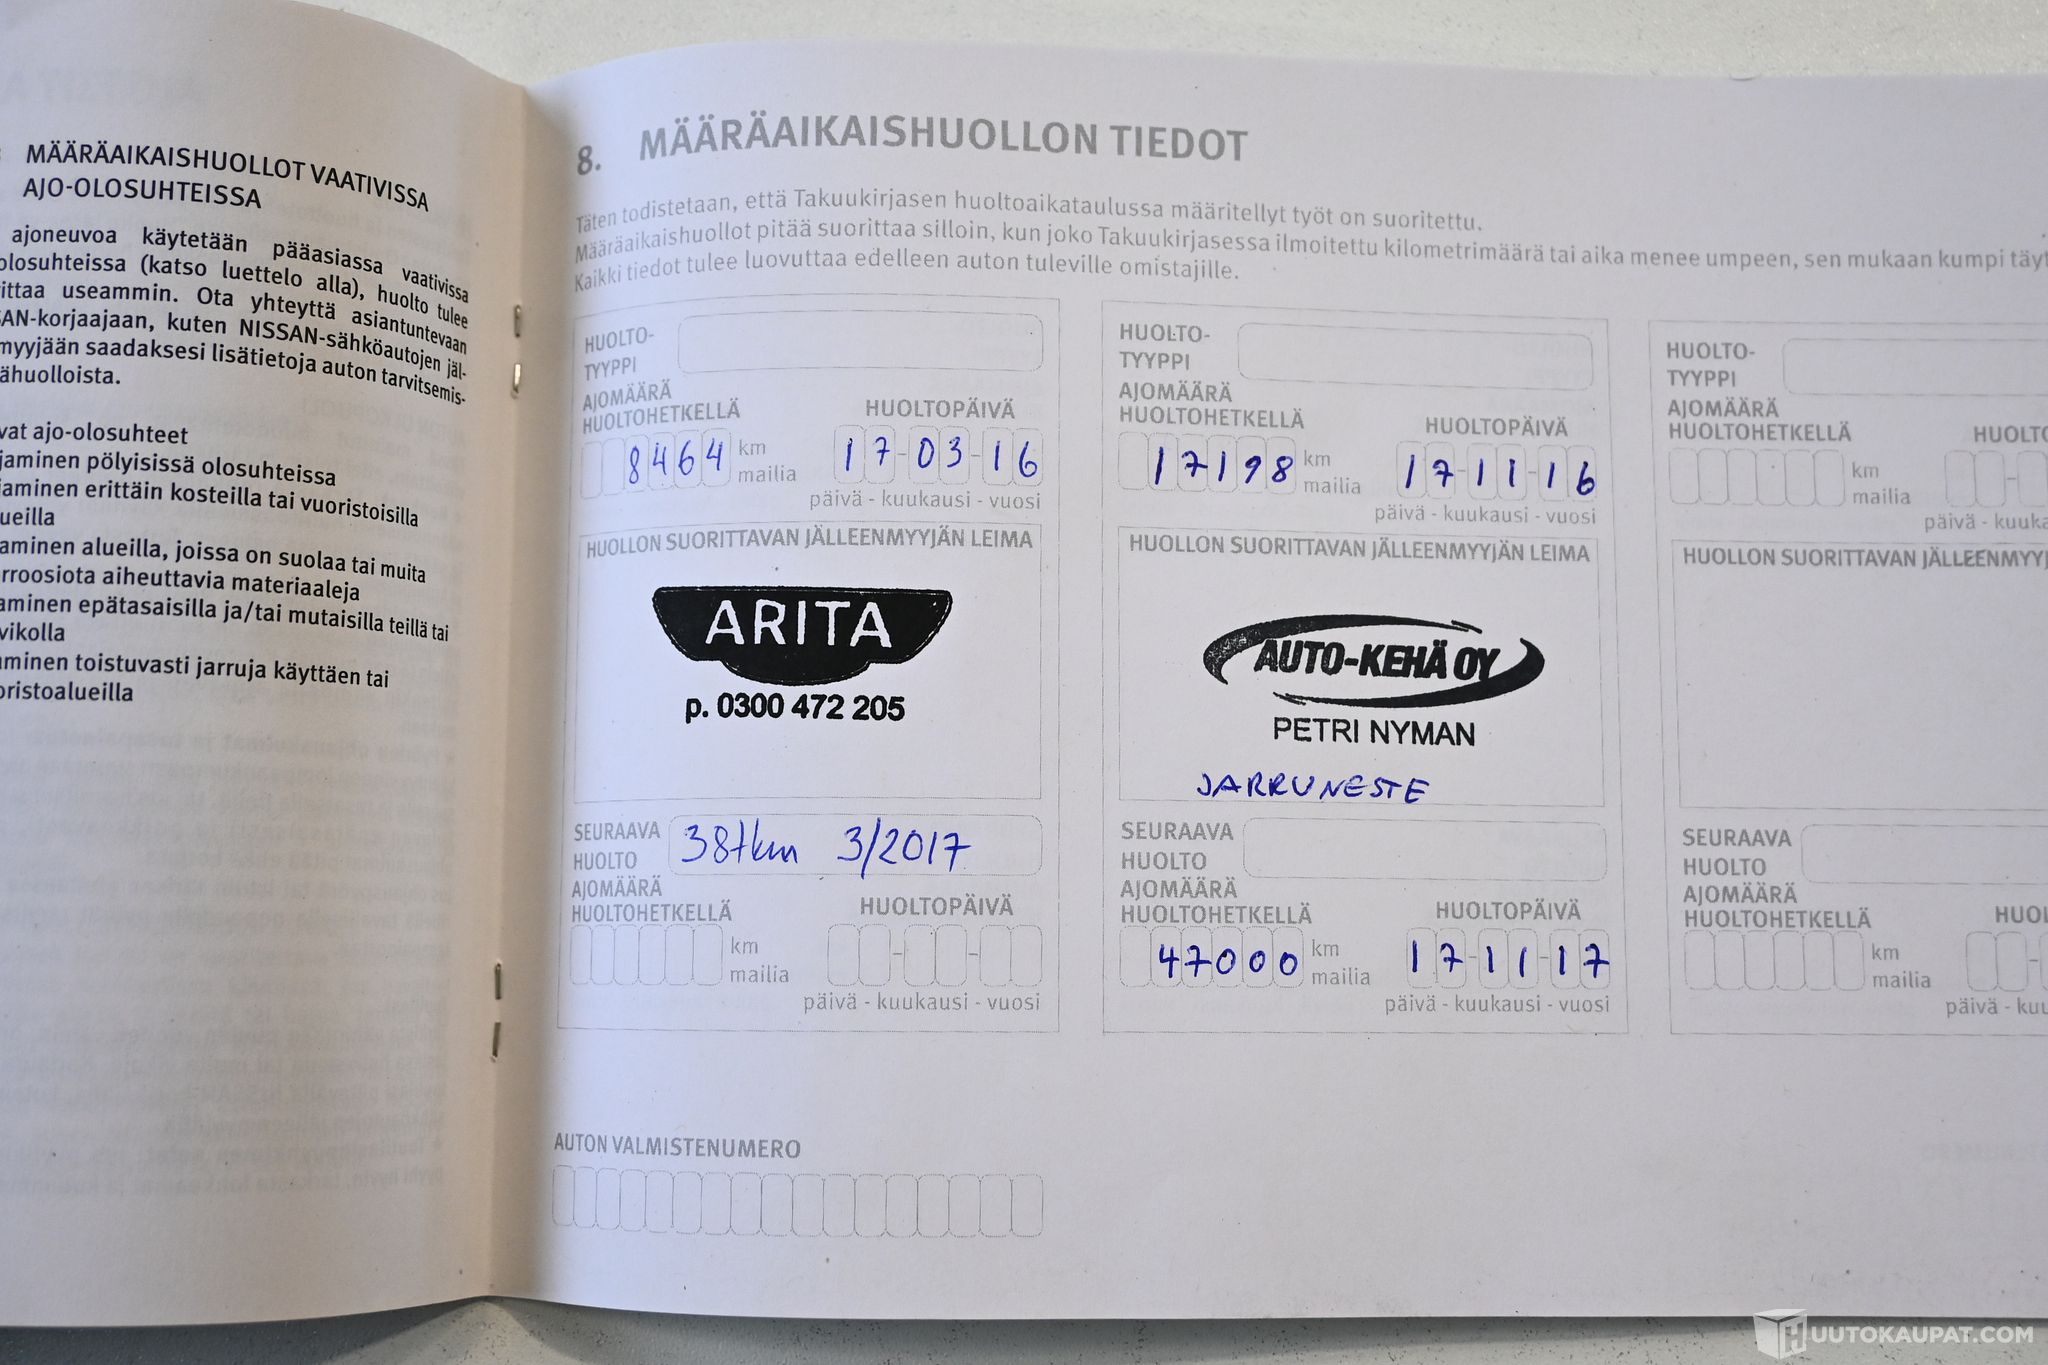 MÄÄRÄAIKAISHUOLLOT VAATIVISSA
AJO-OLOSUHTEISSA
ajoneuvoa käytetään pääasiassa vaativissa
olosuhteissa (katso luettelo alla), huolto tulee
ittaa useammin. Ota yhteyttä asiantuntevaan
SAN-korjaajaan, kuten NISSAN-sähköautojen jäl-
myyjään saadaksesi lisätietoja auton tarvitsemis-
ähuolloista.
vat ajo-olosuhteet
jaminen pölyisissä olosuhteissa
jaminen erittäin kosteilla tai vuoristoisilla
ueilla
aminen alueilla, joissa on suolaa tai muita
rroosiota aiheuttavia materiaaleja
aminen epätasaisilla ja/tai mutaisilla teillä tai
vikolla
aminen toistuvasti jarruja käyttäen tai
oristoalueilla
8. MÄÄRÄAIKAISHUOLLON TIEDOT
Täten todistetaan, että Takuukirjasen huoltoaikataulussa määritellyt työt on suoritettu.
Määräaikaishuollot pitää suorittaa silloin, kun joko Takuukirjasessa ilmoitettu kilometrimäärä tai aika menee umpeen, sen mukaan kumpi täyt
Kaikki tiedot tulee luovuttaa edelleen auton tuleville omistajille.
HUOLTO-
TYYPPI
AJOMÄÄRÄ
HUOLTOHETKELLÄ HUOLTOPÄIVÄ
8464 km 17-03-16
mailia
päivä - kuukausi - vuosi
HUOLLON SUORITTAVAN JÄLLEENMYYJÄN LEIMA
ARITA
p. 0300 472 205
SEURAAVA
HUOLTO 38tkm 3/2017
AJOMÄÄRÄ
HUOLTOHETKELLÄ HUOLTOPÄIVÄ
km
mailia
päivä - kuukausi - vuosi
AUTON VALMISTENUMERO
HUOLTO-
TYYPPI
AJOMÄÄRÄ
HUOLTOHETKELLÄ HUOLTOPÄIVÄ
17198 km 17-11-16
mailia
päivä - kuukausi - vuosi
HUOLLON SUORITTAVAN JÄLLEENMYYJÄN LEIMA
AUTO-KEHÄ OY
PETRI NYMAN
JARRUNESTE
SEURAAVA
HUOLTO
AJOMÄÄRÄ
HUOLTOHETKELLÄ HUOLTOPÄIVÄ
47000 km 17-11-17
mailia
päivä - kuukausi - vuosi
HUOLTO-
TYYPPI
AJOMÄÄRÄ
HUOLTOHETKELLÄ HUOLTO
km
mailia
päivä - kuuka
HUOLLON SUORITTAVAN JÄLLEENMYYJ
SEURAAVA
HUOLTO
AJOMÄÄRÄ
HUOLTOHETKELLÄ HUOL
km
mailia
päivä - kuu
HUUTOKAUPAT.COM